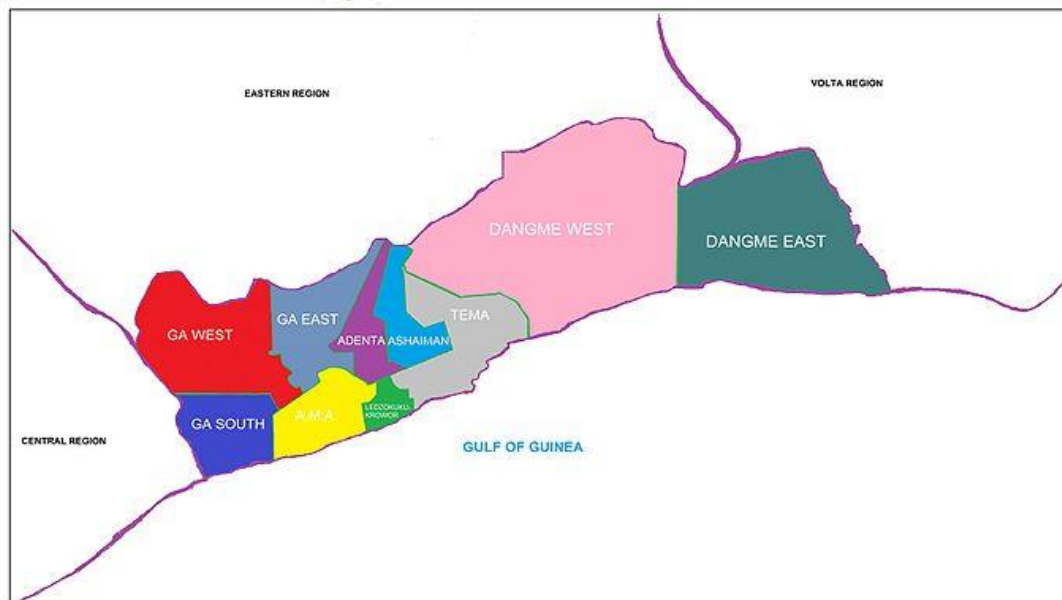 EASTERN REGION
VOLTA REGION
DANGME WEST
DANGME EAST
GA WEST
GA EAST
TEMA
ADENTA
ASHAIMAN
GA SOUTH
A.M.A
LEDZOKUKU-
KROWOR
CENTRAL REGION
GULF OF GUINEA